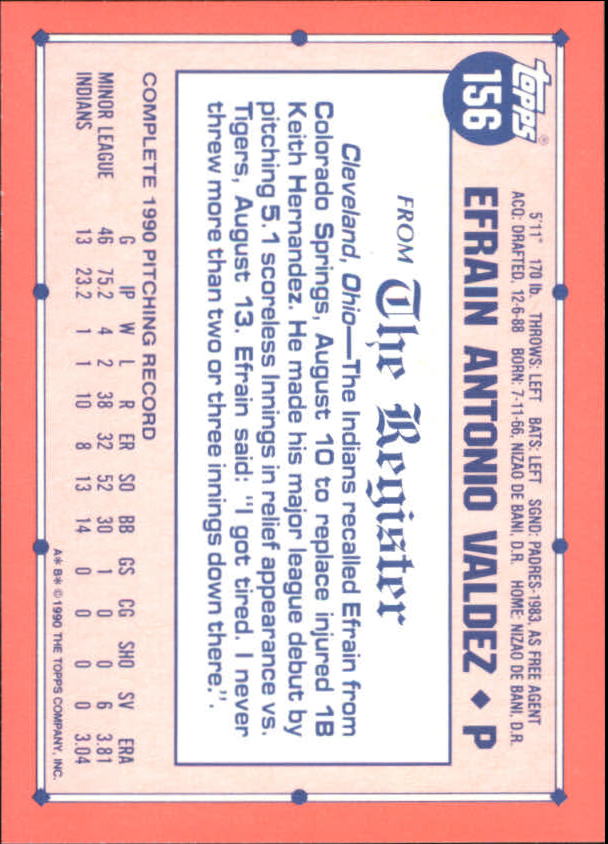 topps®
156
5'11" 170 lb. THROWS: LEFT BATS: LEFT SGND: PADRES-1983, AS FREE AGENT
ACQ: DRAFTED, 12-6-88 BORN: 7-11-66, NIZAO DE BANI, D.R. HOME: NIZAO DE BANI, D.R.
EFRAIN ANTONIO VALDEZ ♦ P
FROM The Register
Cleveland, Ohio—The Indians recalled Efrain from
Colorado Springs, August 10 to replace injured 1B
Keith Hernandez. He made his major league debut by
pitching 5.1 scoreless Innings in relief appearance vs.
Tigers, August 13. Efrain said: "I got tired. I never
threw more than two or three innings down there.".
COMPLETE 1990 PITCHING RECORD
G IP W L R ER SO BB GS CG SHO SV ERA
MINOR LEAGUE 46 75.2 4 2 38 32 52 30 1 0 0 6 3.81
INDIANS 13 23.2 1 1 10 8 13 14 0 0 0 0 3.04
A* B* © 1990 THE TOPPS COMPANY, INC.